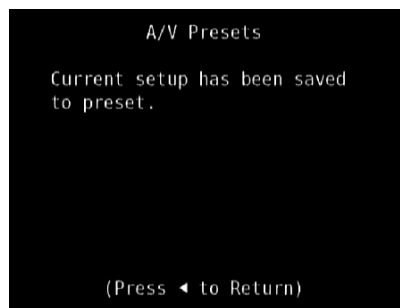 A/V Presets
Current setup has been saved
to preset.
(Press ◀ to Return)